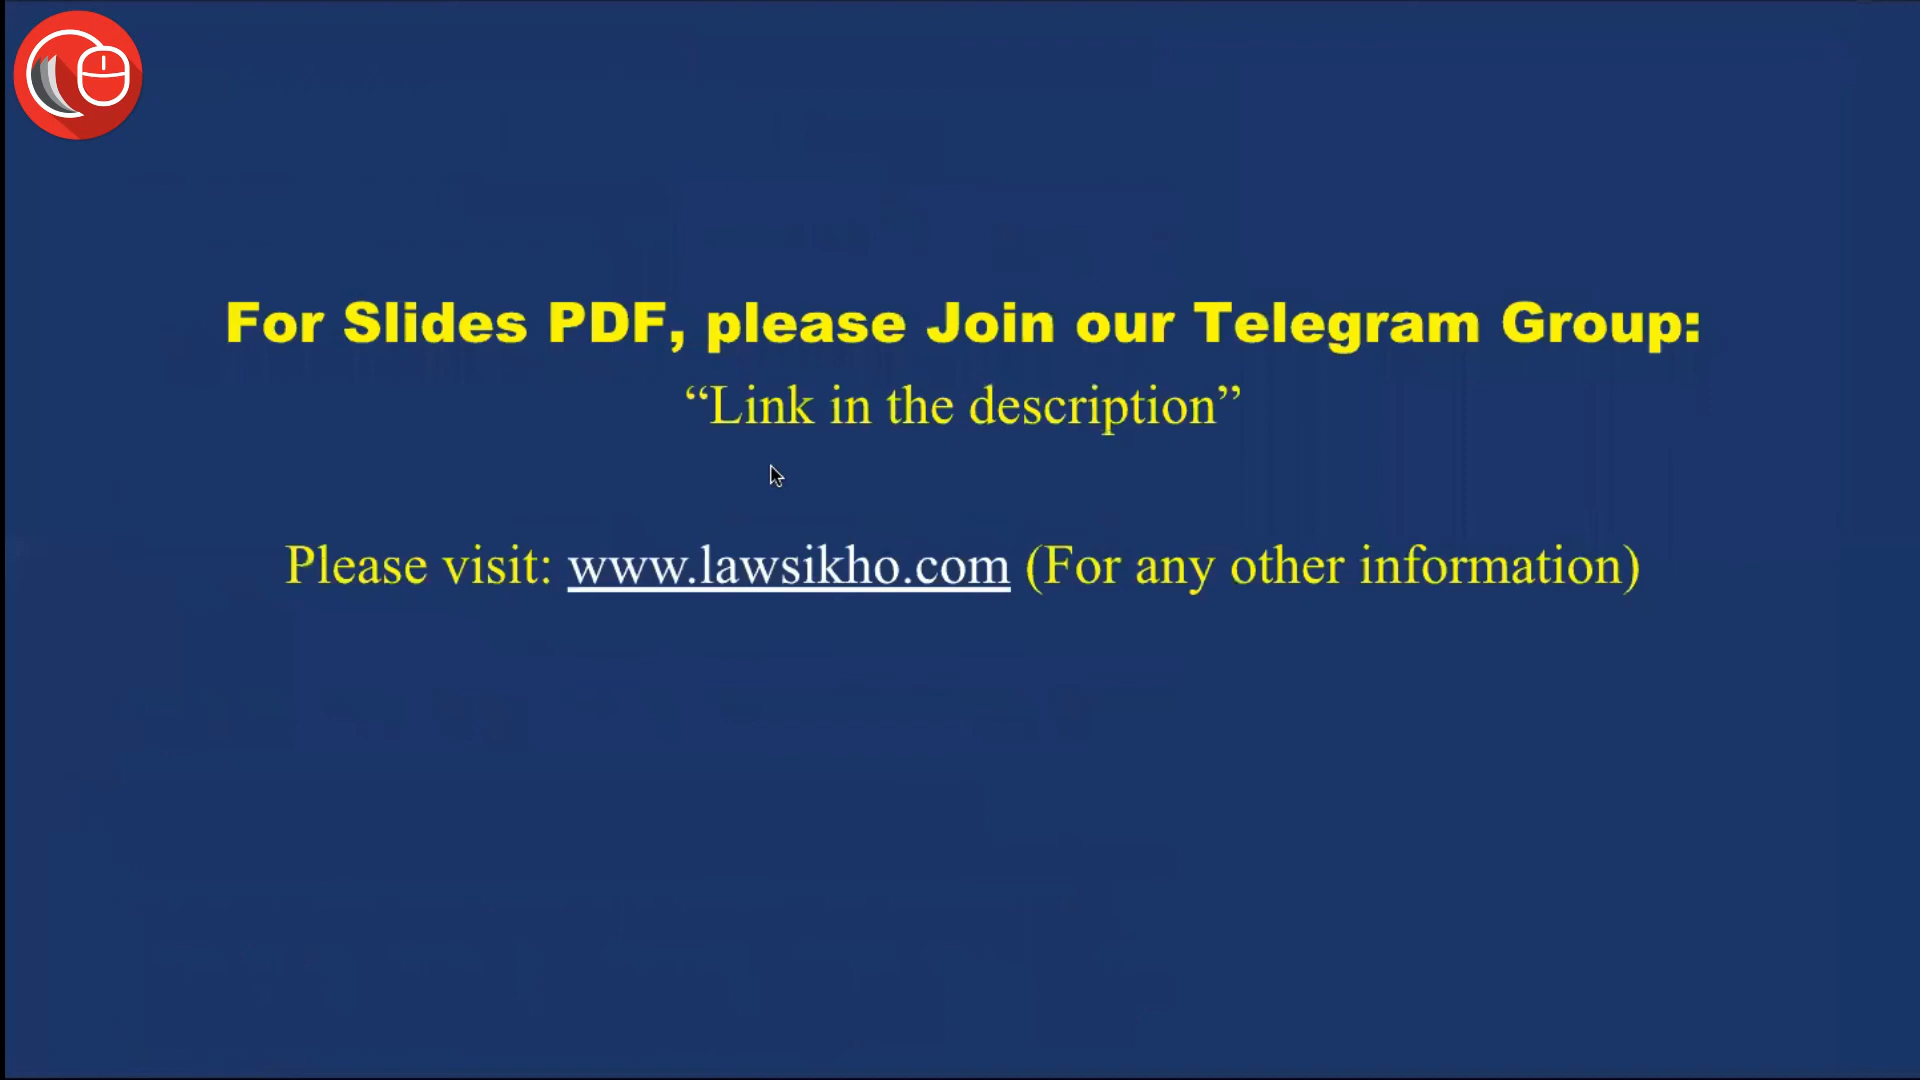 For Slides PDF, please Join our Telegram Group:
“Link in the description”
Please visit: www.lawsikho.com (For any other information)